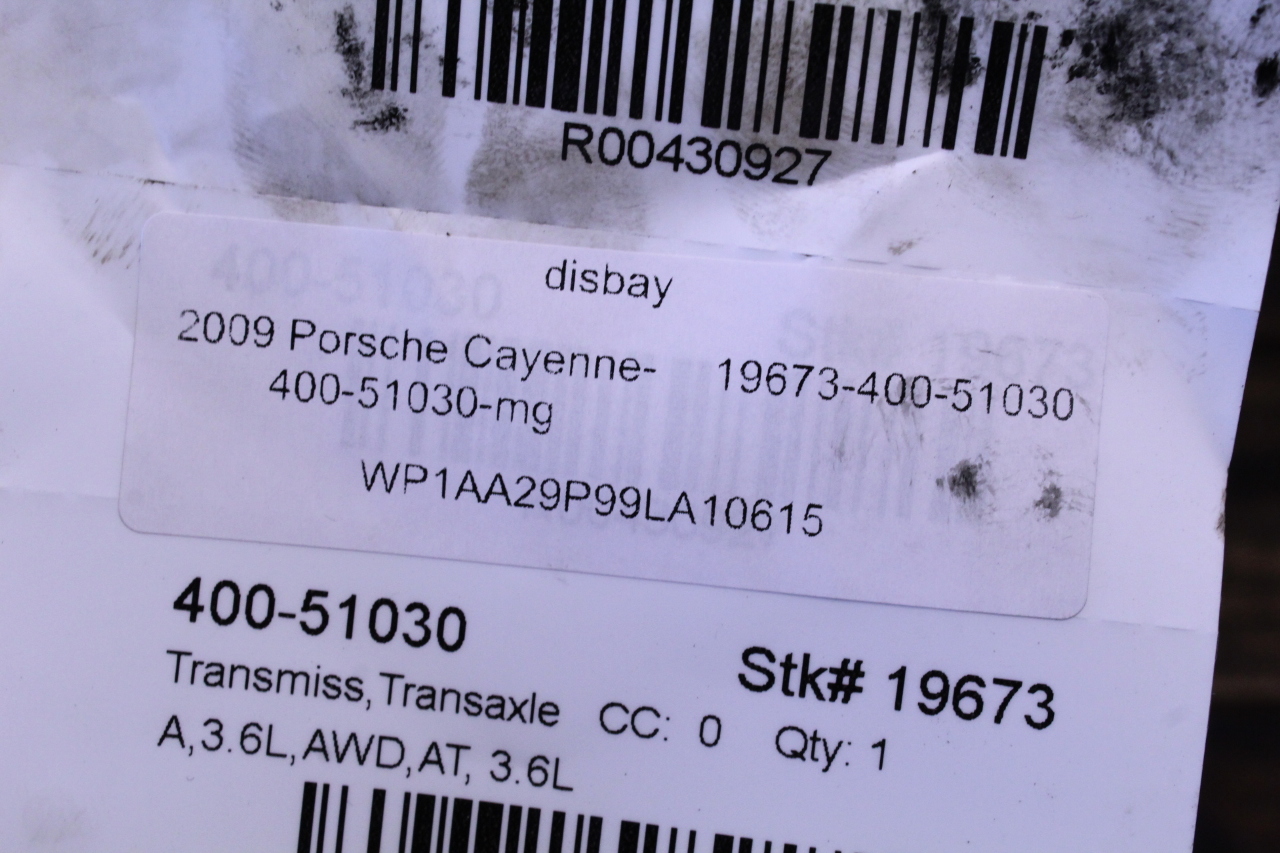 R00430927
disbay
2009 Porsche Cayenne- 19673-400-51030
400-51030-mg
WP1AA29P99LA10615
400-51030
Stk# 19673
Transmiss,Transaxle CC: 0 Qty: 1
A,3.6L,AWD,AT, 3.6L